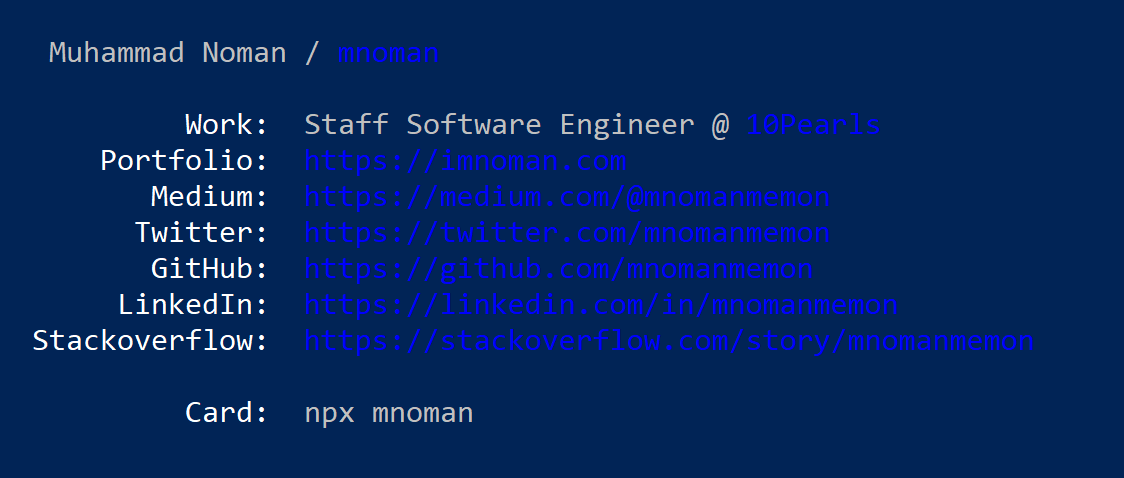 Muhammad Noman / mnoman
Work: Staff Software Engineer @ 10Pearls
Portfolio: https://imnoman.com
Medium: https://medium.com/@mnomanmemon
Twitter: https://twitter.com/mnomanmemon
GitHub: https://github.com/mnomanmemon
LinkedIn: https://linkedin.com/in/mnomanmemon
Stackoverflow: https://stackoverflow.com/story/mnomanmemon
Card: npx mnoman